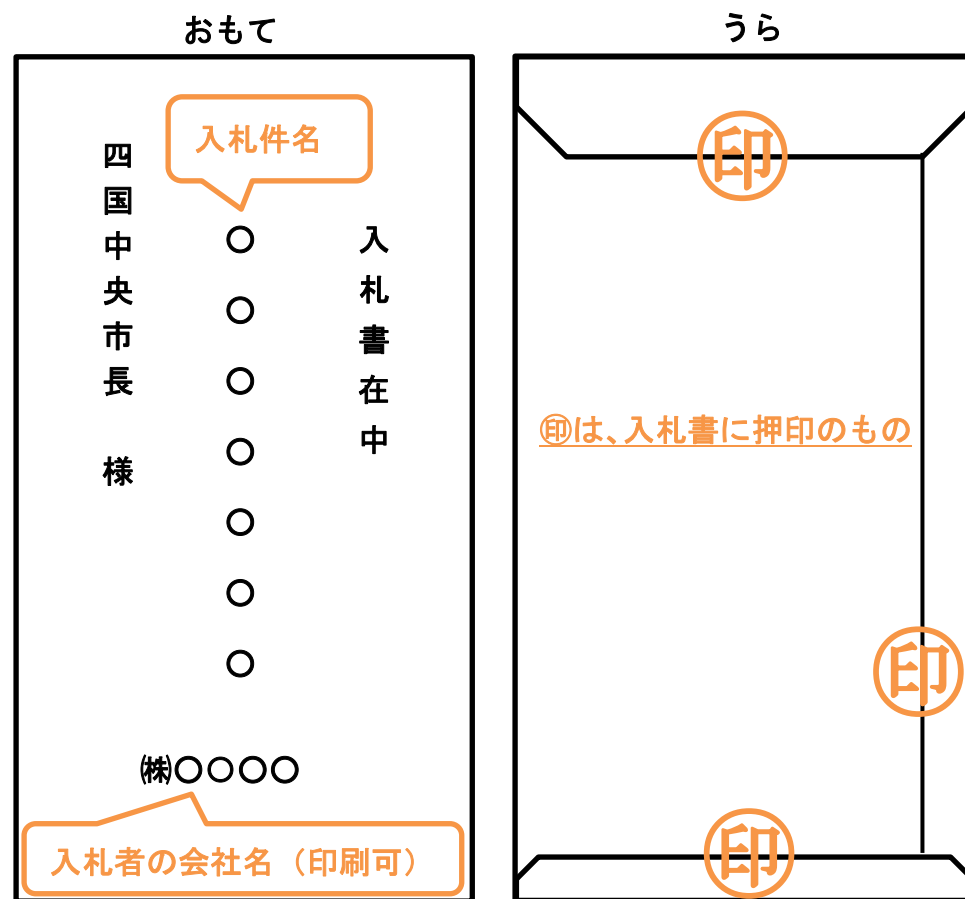 おもて
入札件名
入札書在中
〇〇〇〇〇〇〇
四国中央市長　様
㈱〇〇〇〇
入札者の会社名（印刷可）
うら
印
㊞は、入札書に押印のもの
印
印